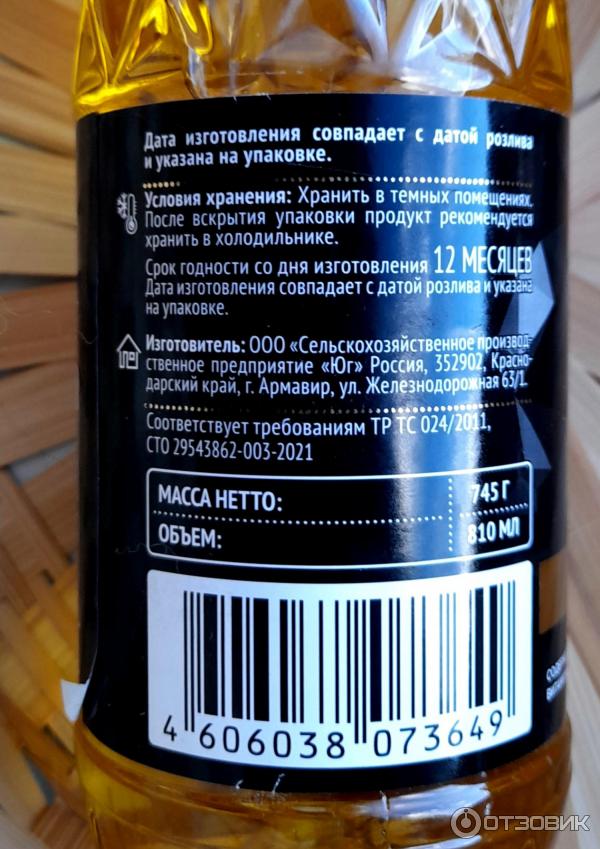 Дата изготовления совпадает с датой розлива
и указана на упаковке.
Условия хранения: Хранить в темных помещениях.
После вскрытия упаковки продукт рекомендуется
хранить в холодильнике.
Срок годности со дня изготовления 12 МЕСЯЦЕВ
Дата изготовления совпадает с датой розлива и указана
на упаковке.
Изготовитель: ООО «Сельскохозяйственное производ-
ственное предприятие «Юг» Россия, 352902, Красно-
дарский край, г. Армавир, ул. Железнодорожная 63/1.
Соответствует требованиям ТР ТС 024/2011,
СТО 29543862-003-2021
МАССА НЕТТО: 745 Г
ОБЪЕМ: 810 МЛ
4 606038 073649
ОТЗОВИК